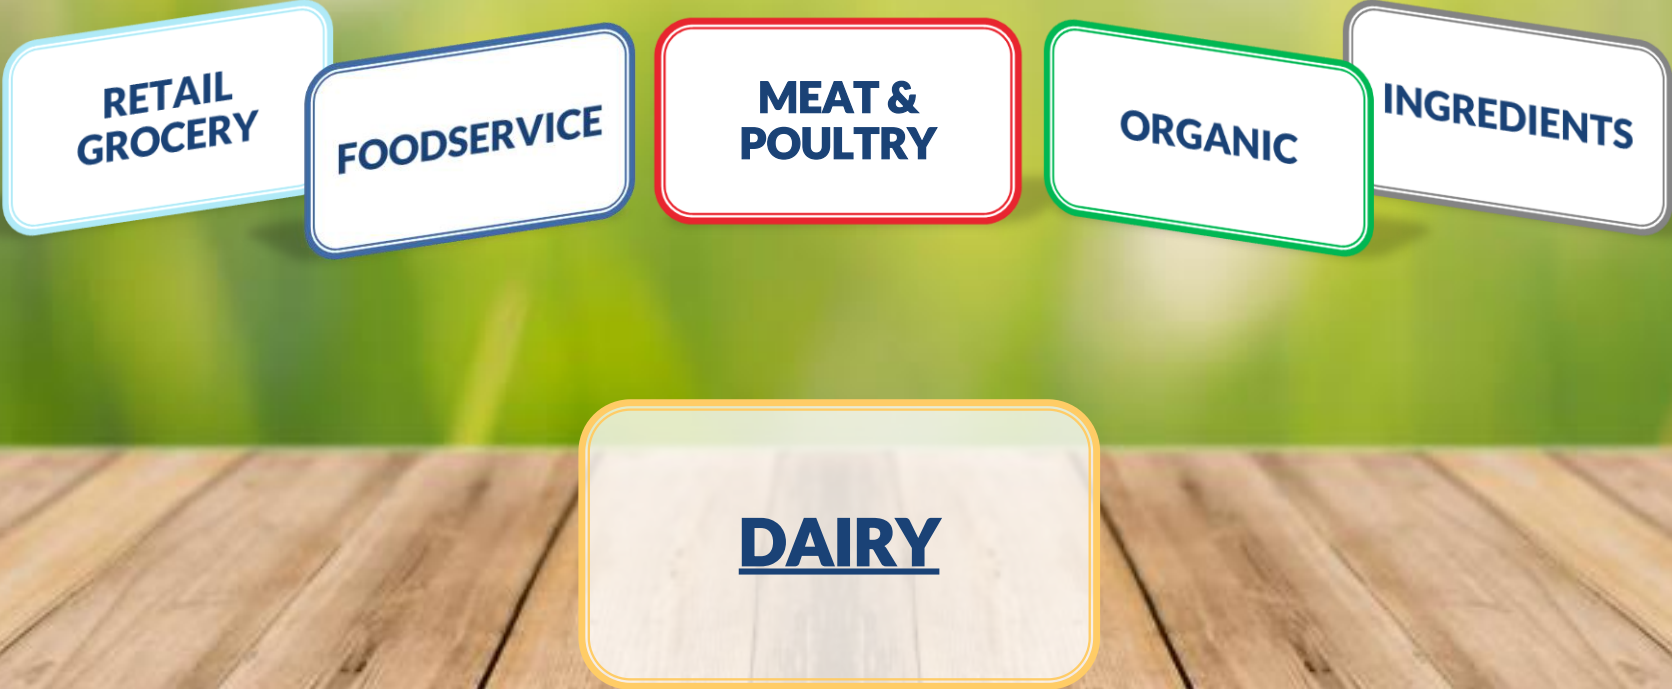 RETAIL
GROCERY
FOODSERVICE
MEAT &
POULTRY
ORGANIC
INGREDIENTS
DAIRY